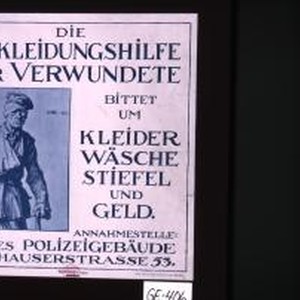 DIE
KLEIDUNGSHILFE
R VERWUNDETE
BITTET
UM
KLEIDER
WÄSCHE
STIEFEL
UND
GELD.
ANNAHMESTELLE:
ES POLIZEIGEBÄUDE
HAUSERSTRASSE 53.
GE-406